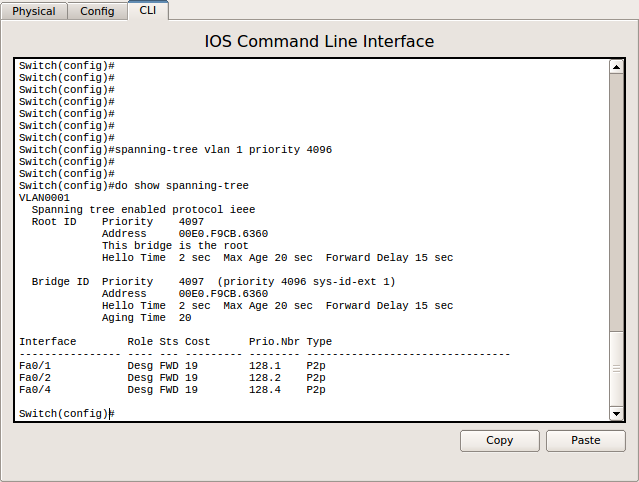 Physical Config CLI
IOS Command Line Interface
Switch(config)#
Switch(config)#
Switch(config)#
Switch(config)#
Switch(config)#
Switch(config)#
Switch(config)#
Switch(config)#spanning-tree vlan 1 priority 4096
Switch(config)#
Switch(config)#
Switch(config)#do show spanning-tree
VLAN0001
  Spanning tree enabled protocol ieee
  Root ID    Priority    4097
             Address     00E0.F9CB.6360
             This bridge is the root
             Hello Time  2 sec  Max Age 20 sec  Forward Delay 15 sec
  Bridge ID  Priority    4097  (priority 4096 sys-id-ext 1)
             Address     00E0.F9CB.6360
             Hello Time  2 sec  Max Age 20 sec  Forward Delay 15 sec
             Aging Time  20
Interface        Role Sts Cost      Prio.Nbr Type
---------------- ---- --- --------- -------- --------------------------------
Fa0/1            Desg FWD 19        128.1    P2p
Fa0/2            Desg FWD 19        128.2    P2p
Fa0/4            Desg FWD 19        128.4    P2p
Switch(config)#
Copy Paste